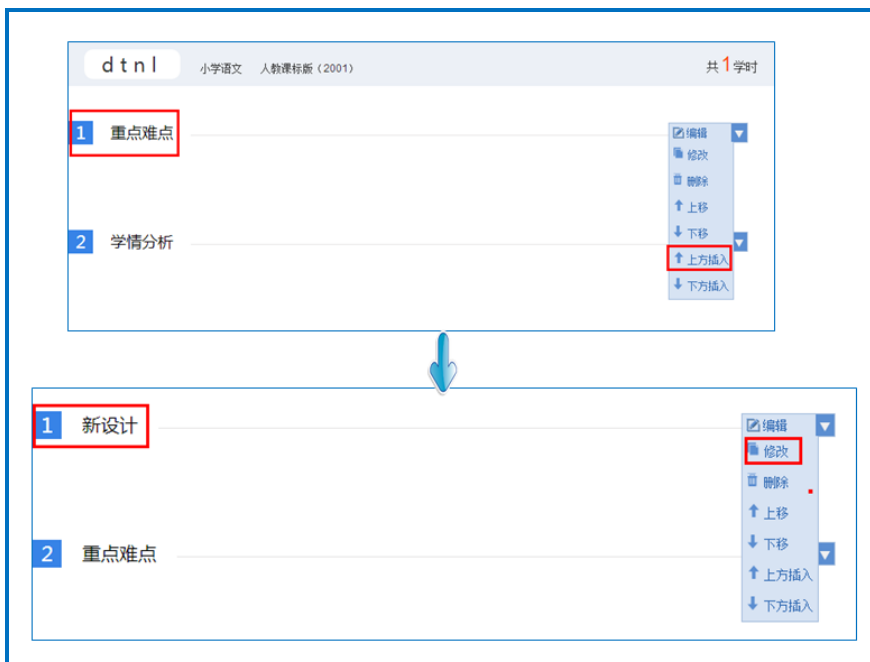 dtnl 小学语文 人教课标版（2001） 共1学时
1 重点难点
编辑
修改
删除
上移
下移
上方插入
下方插入
2 学情分析
1 新设计
编辑
修改
删除
上移
下移
上方插入
下方插入
2 重点难点